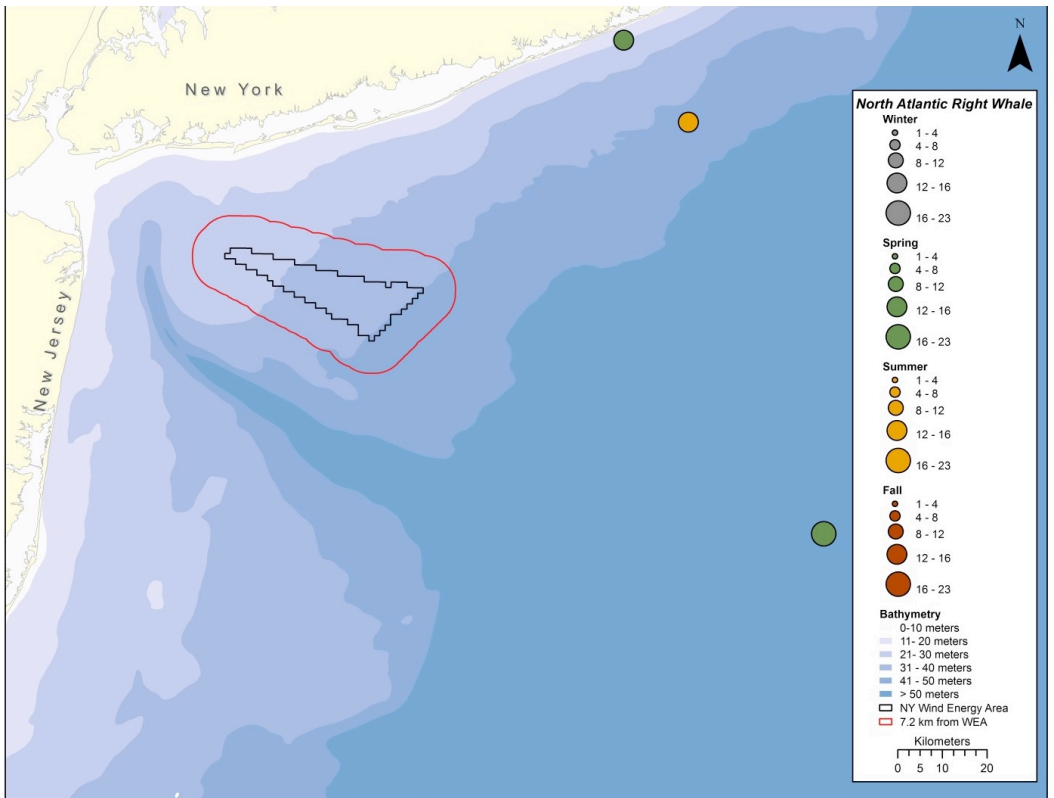 New York
New Jersey
N
North Atlantic Right Whale
Winter
1 - 4
4 - 8
8 - 12
12 - 16
16 - 23
Spring
1 - 4
4 - 8
8 - 12
12 - 16
16 - 23
Summer
1 - 4
4 - 8
8 - 12
12 - 16
16 - 23
Fall
1 - 4
4 - 8
8 - 12
12 - 16
16 - 23
Bathymetry
0-10 meters
11- 20 meters
21- 30 meters
31 - 40 meters
41 - 50 meters
> 50 meters
NY Wind Energy Area
7.2 km from WEA
Kilometers
0 5 10 20